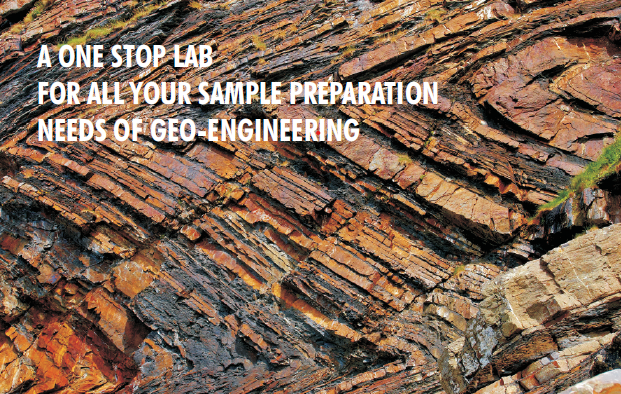 A ONE STOP LAB
FOR ALL YOUR SAMPLE PREPARATION
NEEDS OF GEO-ENGINEERING